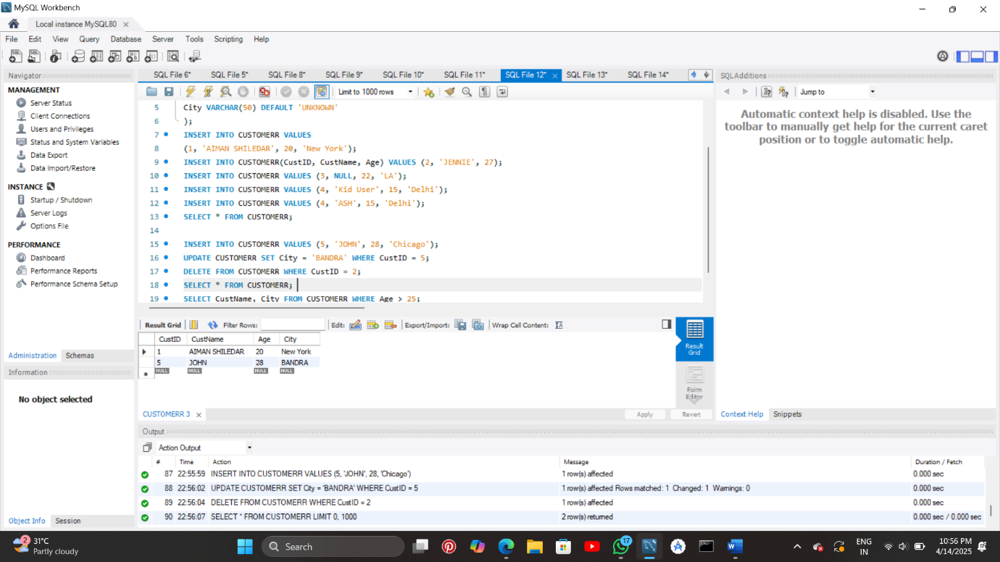 MySQL Workbench
Local instance MySQL80
File Edit View Query Database Server Tools Scripting Help
Navigator
MANAGEMENT
Server Status
Client Connections
Users and Privileges
Status and System Variables
Data Export
Data Import/Restore
INSTANCE
Startup / Shutdown
Server Logs
Options File
PERFORMANCE
Dashboard
Performance Reports
Performance Schema Setup
Administration Schemas
Information
No object selected
Object Info Session
SQL File 6* SQL File 5* SQL File 8* SQL File 9* SQL File 10* SQL File 11* SQL File 12* SQL File 13* SQL File 14*
Limit to 1000 rows
5 City VARCHAR(50) DEFAULT 'UNKNOWN'
6 );
7 INSERT INTO CUSTOMERR VALUES
8 (1, 'AIMAN SHILEDAR', 20, 'New York');
9 INSERT INTO CUSTOMERR(CustID, CustName, Age) VALUES (2, 'JENNIE', 27);
10 INSERT INTO CUSTOMERR VALUES (3, NULL, 22, 'LA');
11 INSERT INTO CUSTOMERR VALUES (4, 'Kid User', 15, 'Delhi');
12 INSERT INTO CUSTOMERR VALUES (4, 'ASH', 15, 'Delhi');
13 SELECT * FROM CUSTOMERR;
14
15 INSERT INTO CUSTOMERR VALUES (5, 'JOHN', 28, 'Chicago');
16 UPDATE CUSTOMERR SET City = 'BANDRA' WHERE CustID = 5;
17 DELETE FROM CUSTOMERR WHERE CustID = 2;
18 SELECT * FROM CUSTOMERR;
19 SELECT CustName, City FROM CUSTOMERR WHERE Age > 25;
Result Grid Filter Rows: Edit: Export/Import: Wrap Cell Content:
CustID CustName Age City
1 AIMAN SHILEDAR 20 New York
5 JOHN 28 BANDRA
NULL NULL NULL NULL
Result
Grid
Form
Editor
CUSTOMERR 3 Apply Revert
SQLAdditions
Jump to
Automatic context help is disabled. Use the
toolbar to manually get help for the current caret
position or to toggle automatic help.
Context Help Snippets
Output
Action Output
# Time Action Message Duration / Fetch
87 22:55:59 INSERT INTO CUSTOMERR VALUES (5, 'JOHN', 28, 'Chicago') 1 row(s) affected 0.000 sec
88 22:56:02 UPDATE CUSTOMERR SET City = 'BANDRA' WHERE CustID = 5 1 row(s) affected Rows matched: 1 Changed: 1 Warnings: 0 0.000 sec
89 22:56:04 DELETE FROM CUSTOMERR WHERE CustID = 2 1 row(s) affected 0.000 sec
90 22:56:07 SELECT * FROM CUSTOMERR LIMIT 0, 1000 2 row(s) returned 0.000 sec / 0.000 sec
2
31°C
Partly cloudy
Search
17
ENG
IN
10:56 PM
4/14/2025